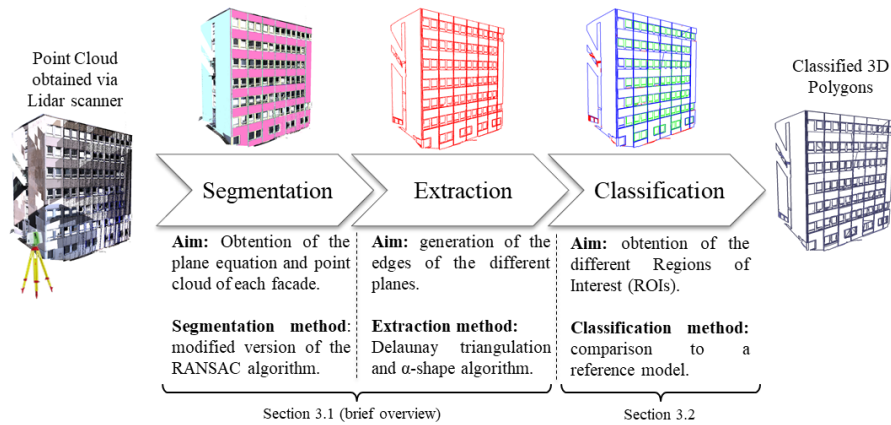 Point Cloud
obtained via
Lidar scanner
Segmentation
Extraction
Classification
Classified 3D
Polygons
Aim: Obtention of the
plane equation and point
cloud of each facade.
Segmentation method:
modified version of the
RANSAC algorithm.
Aim: generation of the
edges of the different
planes.
Extraction method:
Delaunay triangulation
and α-shape algorithm.
Aim: obtention of the
different Regions of
Interest (ROIs).
Classification method:
comparison to a
reference model.
Section 3.1 (brief overview)
Section 3.2